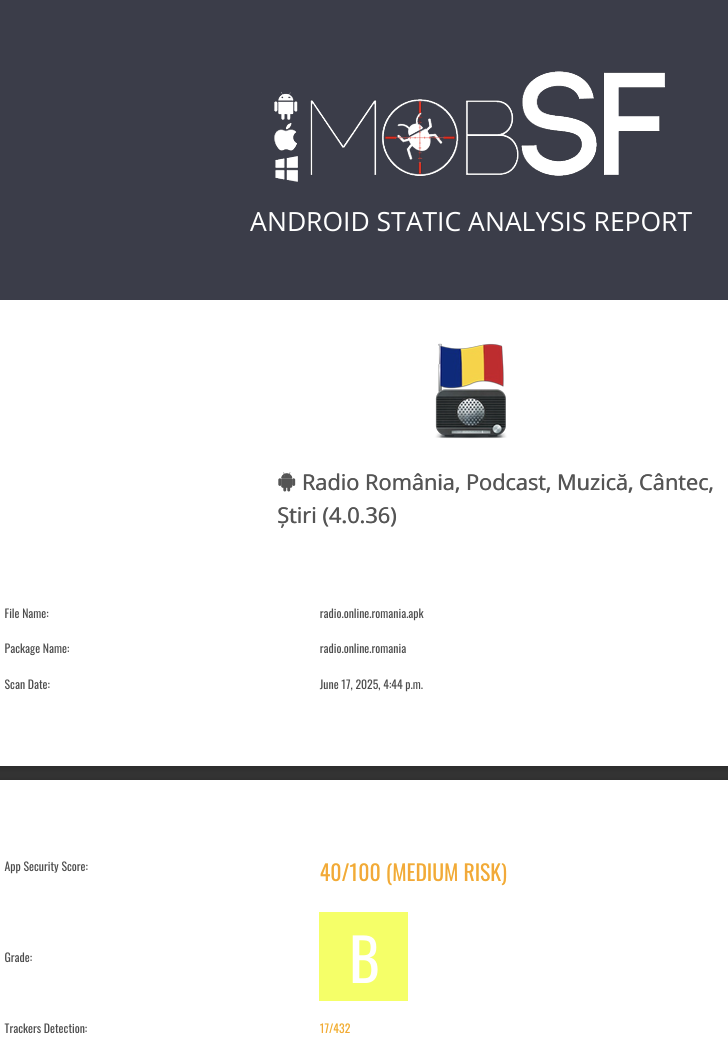 MOBSF
ANDROID STATIC ANALYSIS REPORT
Radio România, Podcast, Muzică, Cântec,
Știri (4.0.36)
File Name: radio.online.romania.apk
Package Name: radio.online.romania
Scan Date: June 17, 2025, 4:44 p.m.
App Security Score: 40/100 (MEDIUM RISK)
Grade: B
Trackers Detection: 17/432